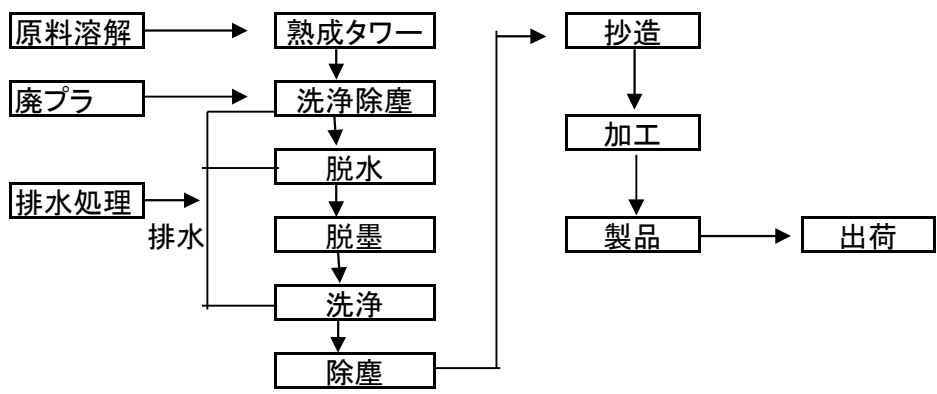 原料溶解
熟成タワー
抄造
廃プラ
洗浄除塵
加工
脱水
排水処理
排水
脱墨
製品
出荷
洗浄
除塵